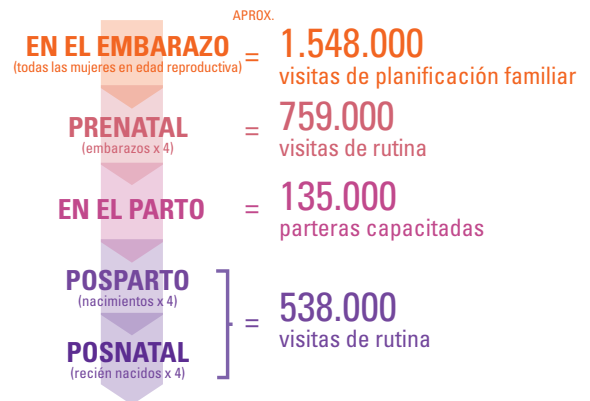 APROX.
EN EL EMBARAZO = 1.548.000
(todas las mujeres en edad reproductiva)
visitas de planificación familiar
PRENATAL = 759.000
(embarazos x 4)
visitas de rutina
EN EL PARTO = 135.000
parteras capacitadas
POSPARTO
(nacimientos x 4)
= 538.000
visitas de rutina
POSNATAL
(recién nacidos x 4)